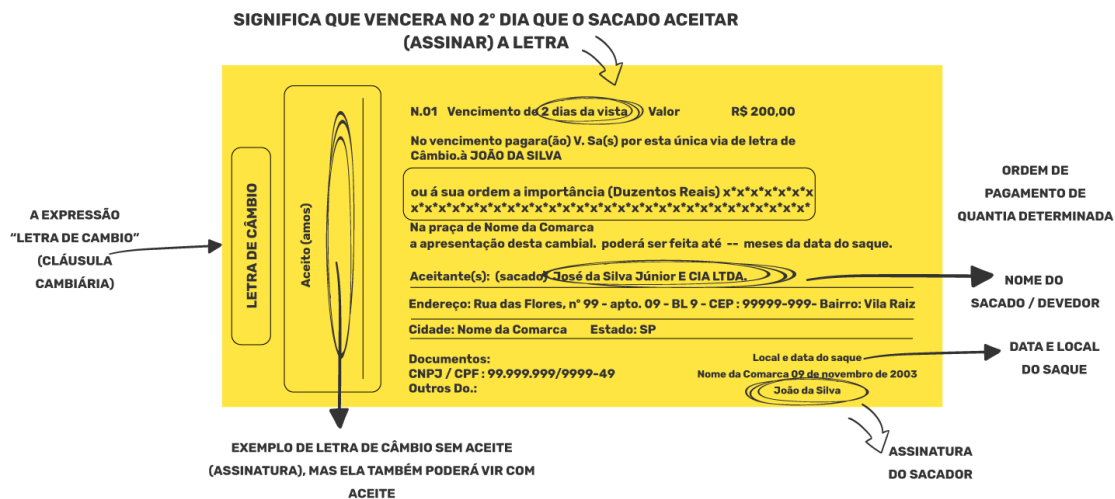 SIGNIFICA QUE VENCERA NO 2º DIA QUE O SACADO ACEITAR
(ASSINAR) A LETRA
A EXPRESSÃO
“LETRA DE CAMBIO”
(CLÁUSULA
CAMBIÁRIA)
LETRA DE CÂMBIO
Aceito (amos)
N.01 Vencimento de 2 dias da vista Valor R$ 200,00
No vencimento pagara(ão) V. Sa(s) por esta única via de letra de
Câmbio.à JOÃO DA SILVA
ou á sua ordem a importância (Duzentos Reais) x*x*x*x*x*x*x
x*x*x*x*x*x*x*x*x*x*x*x*x*x*x*x*x*x*x*x*x*x*x*x*x*x*x*x*x*
Na praça de Nome da Comarca
a apresentação desta cambial. poderá ser feita até -- meses da data do saque.
Aceitante(s): (sacado) José da Silva Júnior E CIA LTDA.
Endereço: Rua das Flores, nº 99 - apto. 09 - BL 9 - CEP : 99999-999- Bairro: Vila Raiz
Cidade: Nome da Comarca Estado: SP
Documentos:
CNPJ / CPF : 99.999.999/9999-49
Outros Do.:
Local e data do saque
Nome da Comarca 09 de novembro de 2003
João da Silva
ORDEM DE
PAGAMENTO DE
QUANTIA DETERMINADA
NOME DO
SACADO / DEVEDOR
DATA E LOCAL
DO SAQUE
ASSINATURA
DO SACADOR
EXEMPLO DE LETRA DE CÂMBIO SEM ACEITE
(ASSINATURA), MAS ELA TAMBÉM PODERÁ VIR COM
ACEITE